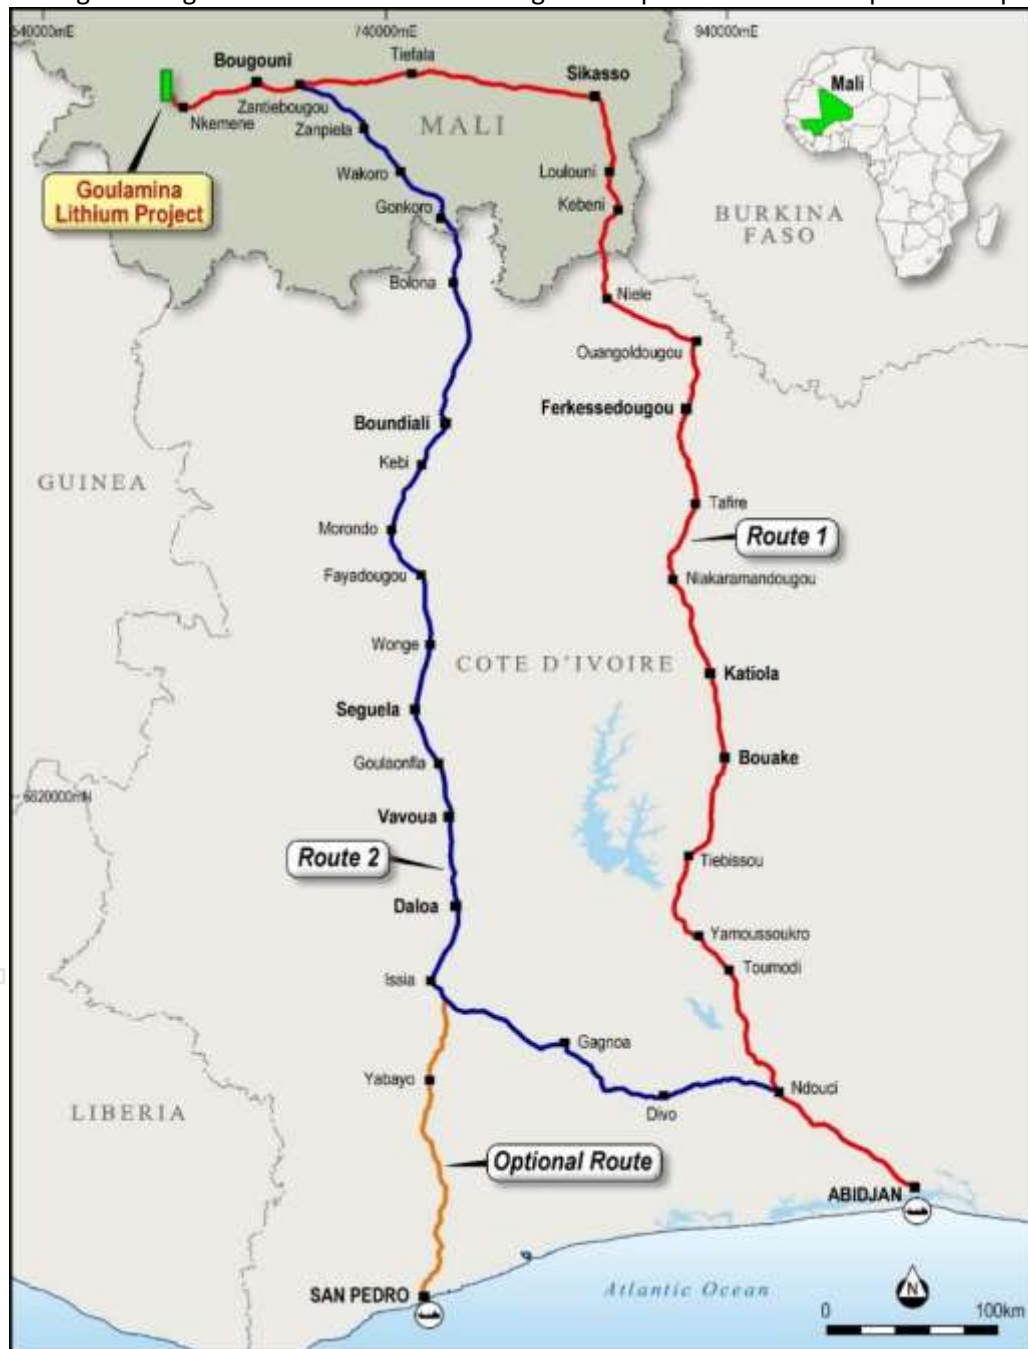 540000mE
740000mE
940000mE
Bougouni
Tiefala
Sikasso
Mali
Zantiebougou
Nkemene
Zanpiela
MALI
Wakoro
Loulouni
Goulamina
Lithium Project
Gonkoro
Kebeni
BURKINA
FASO
Bolona
Niele
Ouangoldougou
Boundiali
Ferkessedougou
Kebi
GUINEA
Morondo
Tafire
Route 1
Fayadougou
Niakaramandougou
Wonge
COTE D'IVOIRE
Katiola
Seguela
Goulaonfla
Bouake
Vavoua
Route 2
Tiebissou
Daloa
Yamoussoukro
Toumodi
Issia
Gagnoa
Yabayo
Ndouci
Divo
LIBERIA
Optional Route
ABIDJAN
SAN PEDRO
Atlantic Ocean
N
0 100km